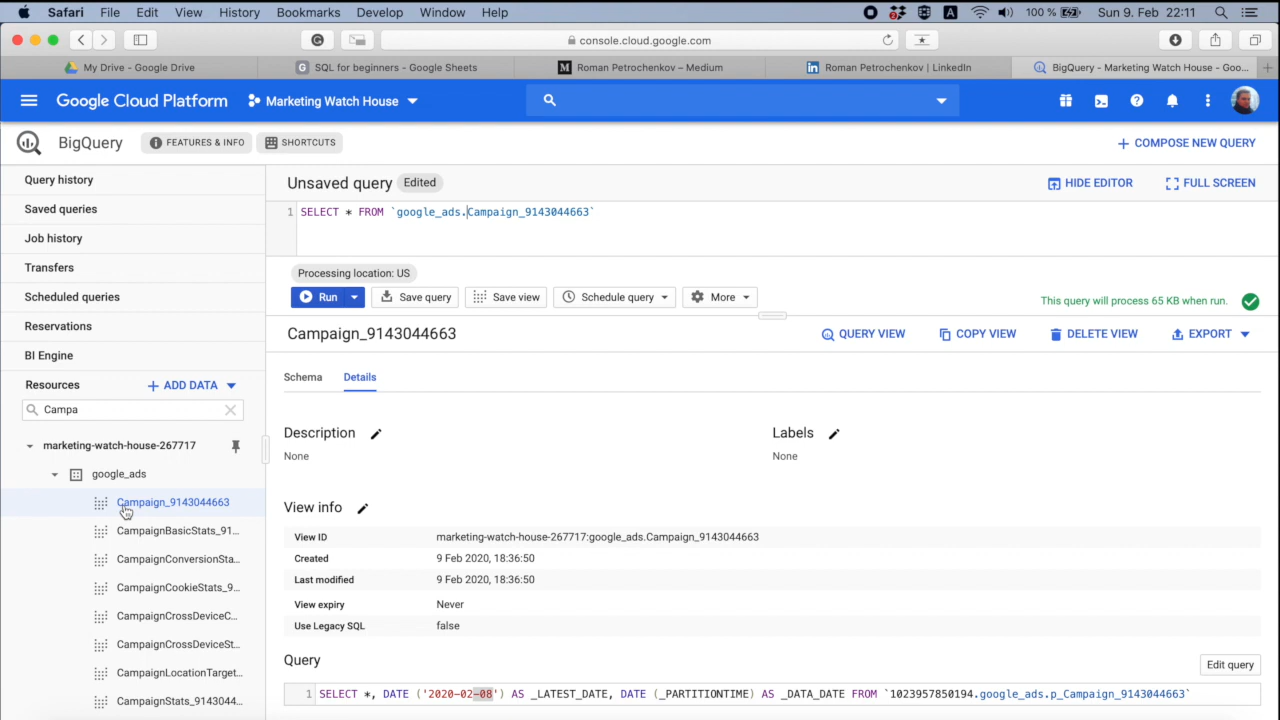 Safari File Edit View History Bookmarks Develop Window Help 2 A 100 % Sun 9. Feb 22:11
console.cloud.google.com
My Drive - Google Drive
SQL for beginners - Google Sheets
Roman Petrochenkov – Medium
Roman Petrochenkov | LinkedIn
BigQuery - Marketing Watch House - Goo...
Google Cloud Platform Marketing Watch House
BigQuery FEATURES & INFO SHORTCUTS + COMPOSE NEW QUERY
Query history
Saved queries
Job history
Transfers
Scheduled queries
Reservations
BI Engine
Resources + ADD DATA
Campa
marketing-watch-house-267717
google_ads
Campaign_9143044663
CampaignBasicStats_91...
CampaignConversionSta...
CampaignCookieStats_9...
CampaignCrossDeviceC...
CampaignCrossDeviceSt...
CampaignLocationTarget...
CampaignStats_9143044...
Unsaved query Edited HIDE EDITOR FULL SCREEN
1 SELECT * FROM `google_ads.Campaign_9143044663`
Processing location: US
Run Save query Save view Schedule query More This query will process 65 KB when run.
Campaign_9143044663 QUERY VIEW COPY VIEW DELETE VIEW EXPORT
Schema Details
Description Labels
None None
View info
View ID marketing-watch-house-267717:google_ads.Campaign_9143044663
Created 9 Feb 2020, 18:36:50
Last modified 9 Feb 2020, 18:36:50
View expiry Never
Use Legacy SQL false
Query Edit query
1 SELECT *, DATE ('2020-02-08') AS _LATEST_DATE, DATE (_PARTITIONTIME) AS _DATA_DATE FROM `1023957850194.google_ads.p_Campaign_9143044663`